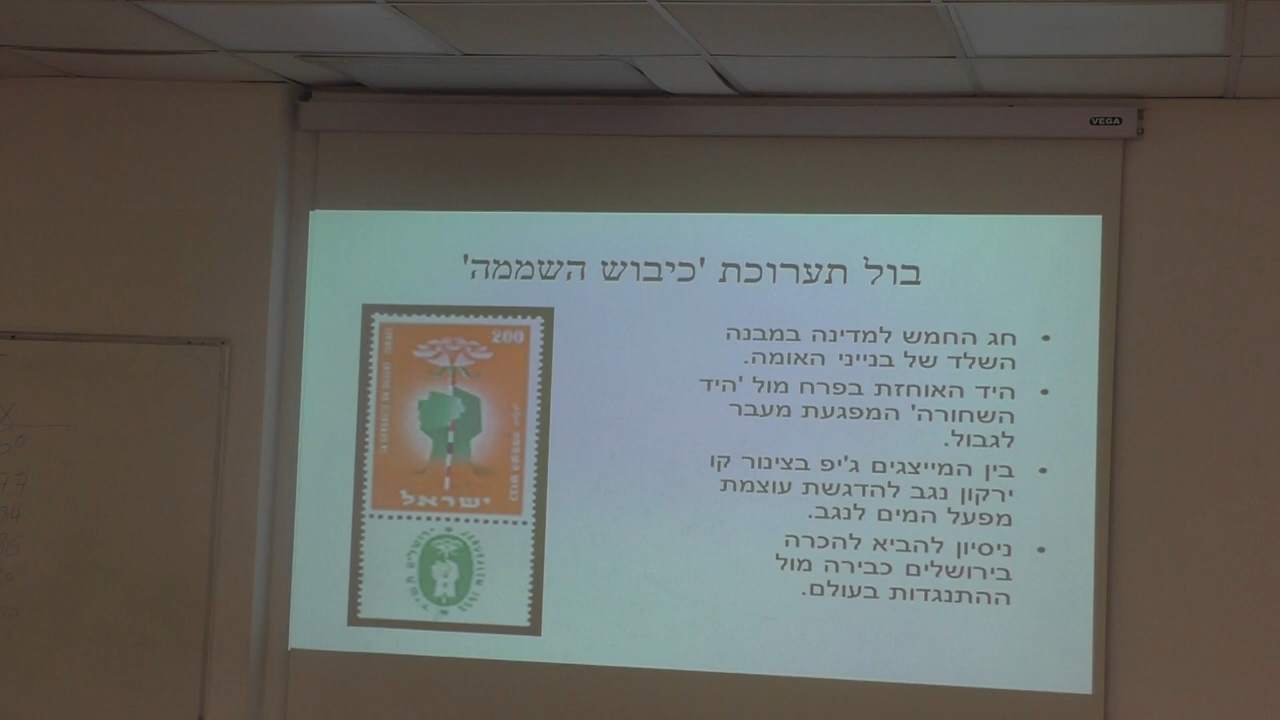 VEGA
בול תערוכת 'כיבוש השממה'
• חג החמש למדינה במבנה
השלד של בנייני האומה.
• היד האוחזת בפרח מול 'היד
השחורה' המפגעת מעבר
לגבול.
• בין המייצגים ג'יפ בצינור קו
ירקון נגב להדגשת עוצמת
מפעל המים לנגב.
• ניסיון להביא להכרה
בירושלים כבירה מול
ההתנגדות בעולם.
200
ישראל